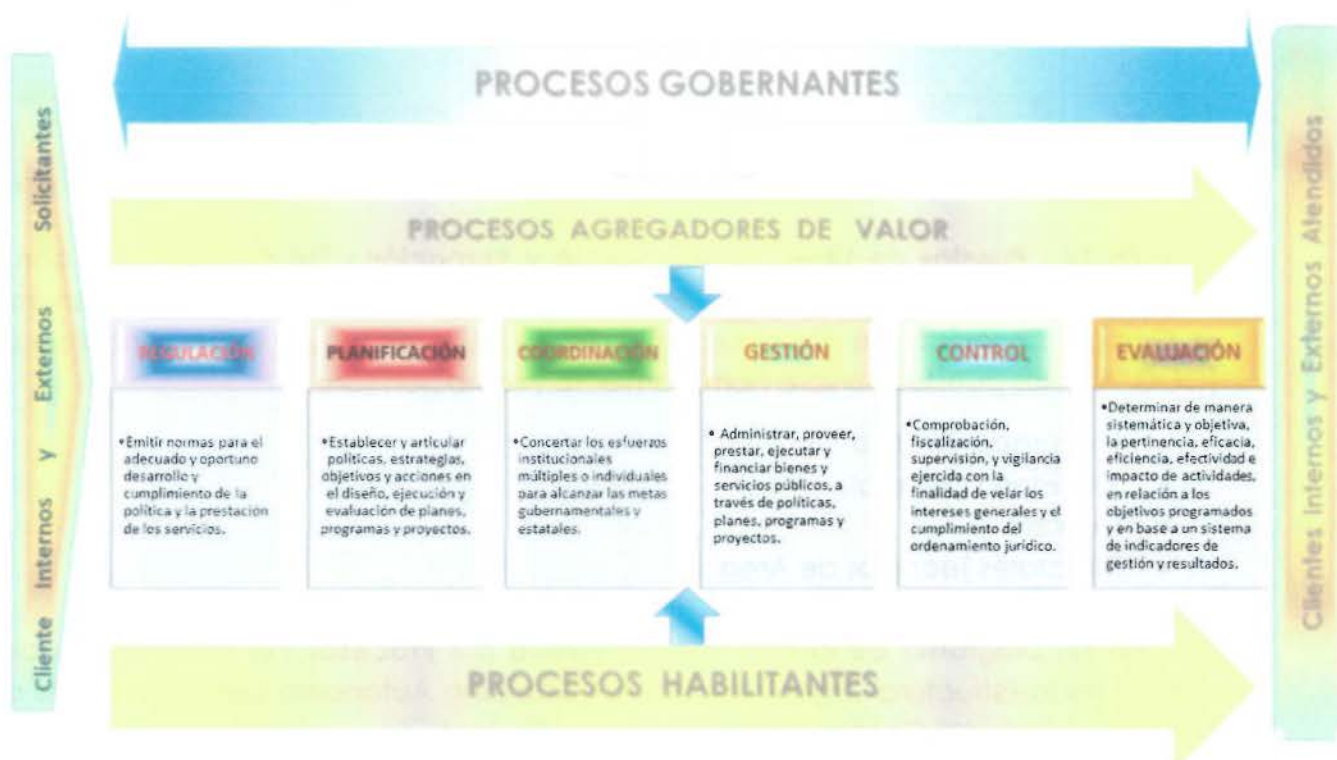 PROCESOS GOBERNANTES
Cliente Internos y Externos Solicitantes
PROCESOS AGREGADORES DE VALOR
REGULACIÓN
•Emitir normas para el
adecuado y oportuno
desarrollo y
cumplimiento de la
política y la prestación
de los servicios.
PLANIFICACIÓN
•Establecer y articular
políticas, estrategias,
objetivos y acciones en
el diseño, ejecución y
evaluación de planes,
programas y proyectos.
COORDINACIÓN
•Concertar los esfuerzos
institucionales
múltiples o individuales
para alcanzar las metas
gubernamentales y
estatales.
GESTIÓN
• Administrar, proveer,
prestar, ejecutar y
financiar bienes y
servicios públicos, a
través de políticas,
planes, programas y
proyectos.
CONTROL
•Comprobación,
fiscalización,
supervisión, y vigilancia
ejercida con la
finalidad de velar los
intereses generales y el
cumplimiento del
ordenamiento jurídico.
EVALUACIÓN
•Determinar de manera
sistemática y objetiva,
la pertinencia, eficacia,
eficiencia, efectividad e
impacto de actividades,
en relación a los
objetivos programados
y en base a un sistema
de indicadores de
gestión y resultados.
PROCESOS HABILITANTES
Clientes Internos y Externos Atendidos